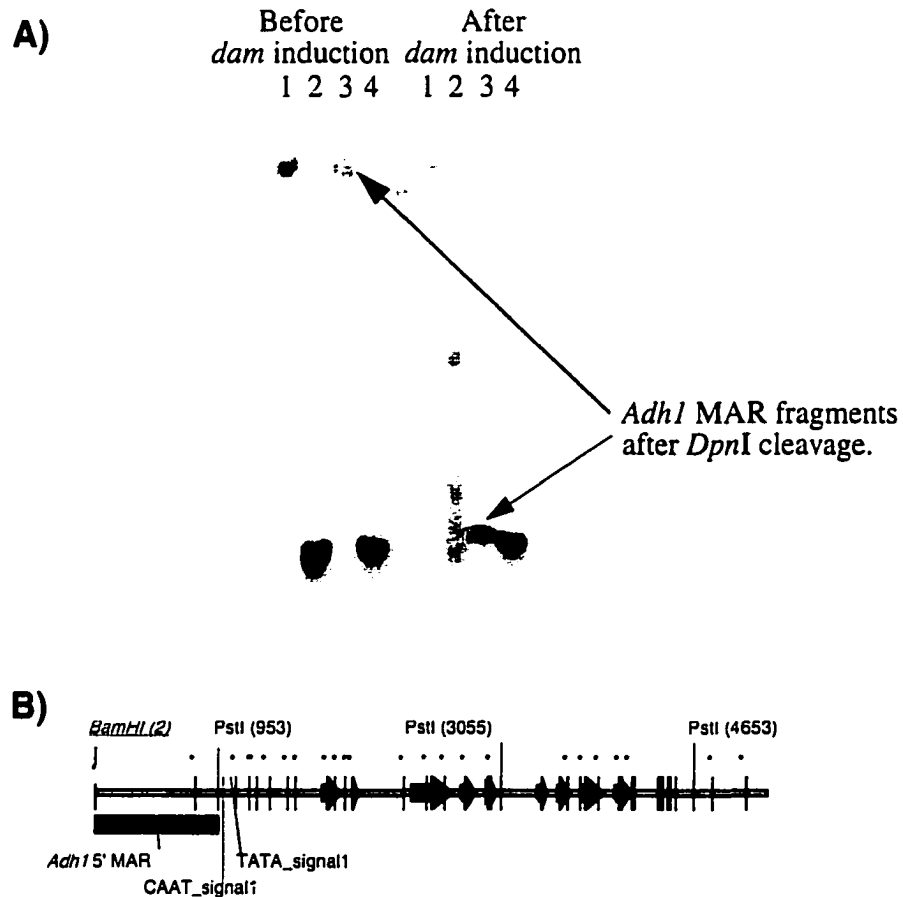 A)
Before After
dam induction dam induction
1 2 3 4 1 2 3 4
Adh1 MAR fragments
after DpnI cleavage.
B)
BamHI (2) PstI (953) PstI (3055) PstI (4653)
Adh1 5' MAR
TATA_signal1
CAAT_signal1